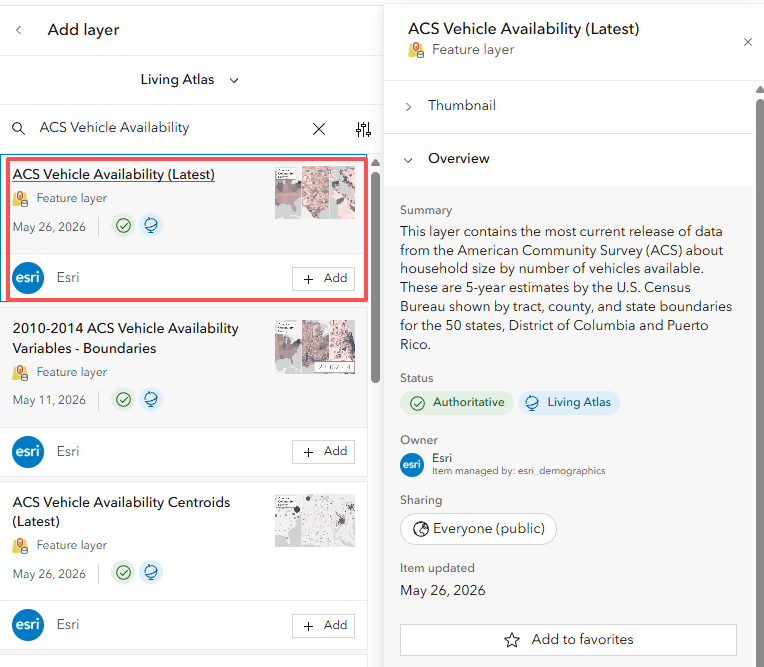 Add layer
Living Atlas
ACS Vehicle Availability
ACS Vehicle Availability (Latest)
Feature layer
May 26, 2026
esri
Esri
Add
2010-2014 ACS Vehicle Availability
Variables - Boundaries
Feature layer
May 11, 2026
esri
Esri
Add
ACS Vehicle Availability Centroids
(Latest)
Feature layer
May 26, 2026
esri
Esri
Add
ACS Vehicle Availability (Latest)
Feature layer
Thumbnail
Overview
Summary
This layer contains the most current release of data
from the American Community Survey (ACS) about
household size by number of vehicles available.
These are 5-year estimates by the U.S. Census
Bureau shown by tract, county, and state boundaries
for the 50 states, District of Columbia and Puerto
Rico.
Status
Authoritative
Living Atlas
Owner
esri
Esri
Item managed by: esri_demographics
Sharing
Everyone (public)
Item updated
May 26, 2026
Add to favorites